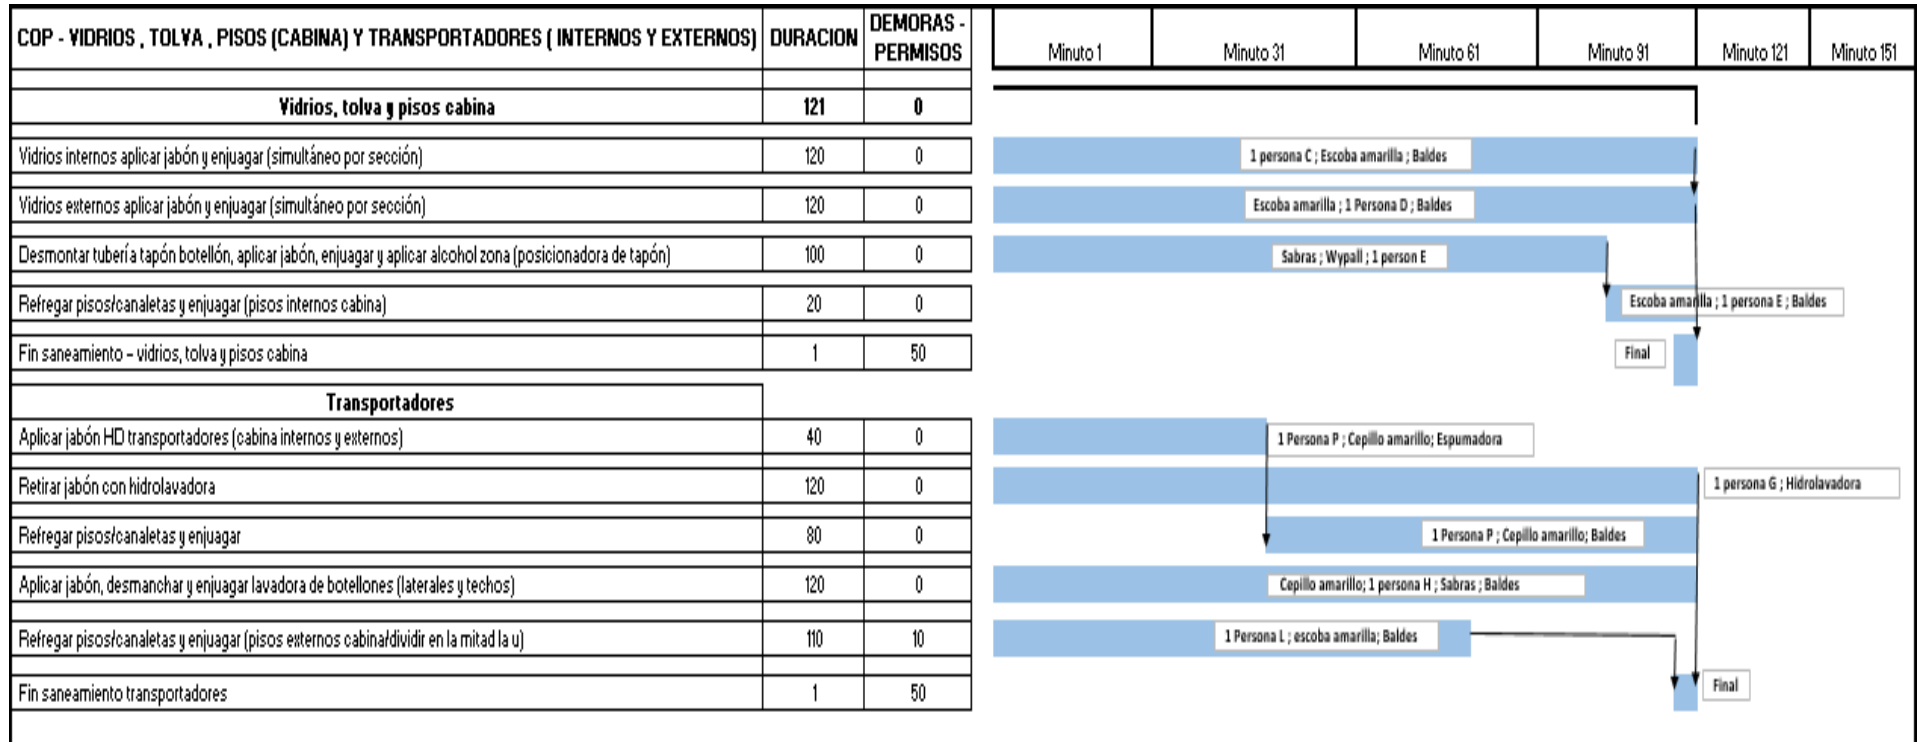 COP - VIDRIOS , TOLVA , PISOS (CABINA) Y TRANSPORTADORES ( INTERNOS Y EXTERNOS) DURACION DEMORAS - PERMISOS Minuto 1 Minuto 31 Minuto 61 Minuto 91 Minuto 121 Minuto 151
Vidrios, tolva y pisos cabina 121 0
Vidrios internos aplicar jabón y enjuagar (simultáneo por sección) 120 0 1 persona C ; Escoba amarilla ; Baldes
Vidrios externos aplicar jabón y enjuagar (simultáneo por sección) 120 0 Escoba amarilla ; 1 Persona D ; Baldes
Desmontar tubería tapón botellón, aplicar jabón, enjuagar y aplicar alcohol zona (posicionadora de tapón) 100 0 Sabras ; Wypall ; 1 person E
Refregar pisos/canaletas y enjuagar (pisos internos cabina) 20 0 Escoba amarilla ; 1 persona E ; Baldes
Fin saneamiento – vidrios, tolva y pisos cabina 1 50 Final
Transportadores
Aplicar jabón HD transportadores (cabina internos y externos) 40 0 1 Persona P ; Cepillo amarillo; Espumadora
Retirar jabón con hidrolavadora 120 0 1 persona G ; Hidrolavadora
Refregar pisos/canaletas y enjuagar 80 0 1 Persona P ; Cepillo amarillo; Baldes
Aplicar jabón, desmanchar y enjuagar lavadora de botellones (laterales y techos) 120 0 Cepillo amarillo; 1 persona H ; Sabras ; Baldes
Refregar pisos/canaletas y enjuagar (pisos externos cabina/dividir en la mitad la u) 110 10 1 Persona L ; escoba amarilla; Baldes
Fin saneamiento transportadores 1 50 Final